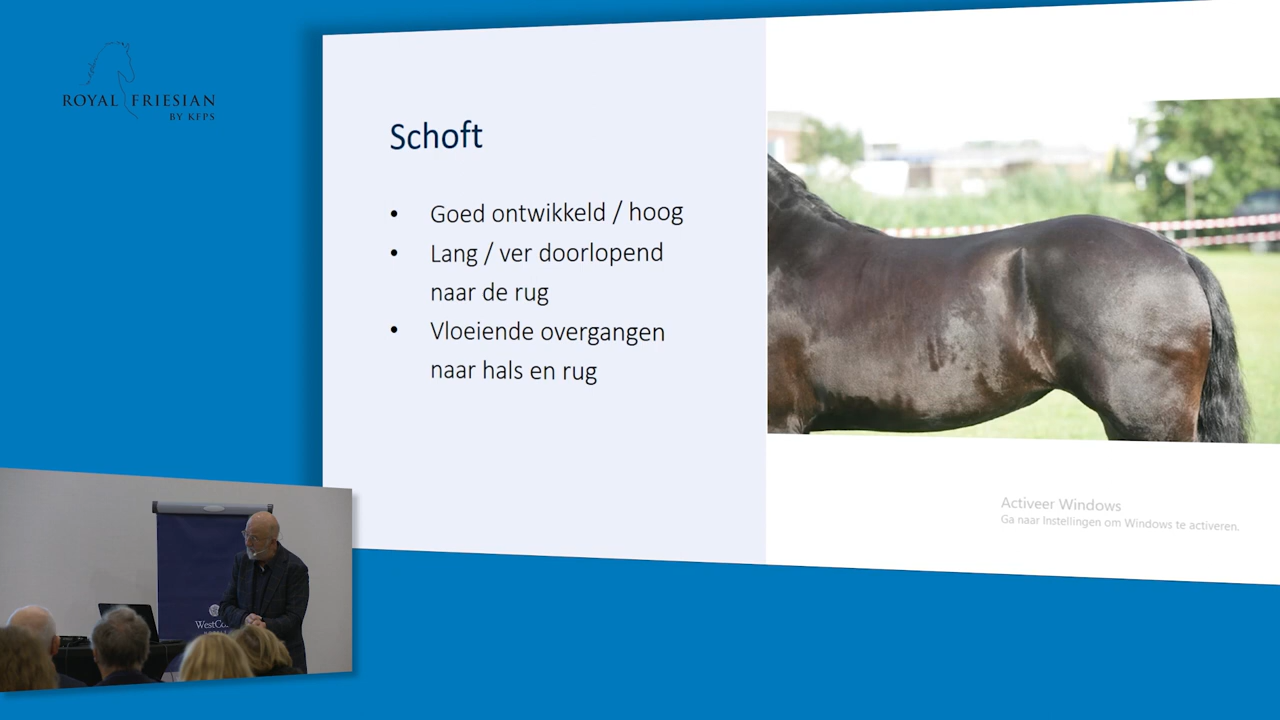 ROYAL FRIESIAN
BY KFPS
Schoft
• Goed ontwikkeld / hoog
• Lang / ver doorlopend
naar de rug
• Vloeiende overgangen
naar hals en rug
Activeer Windows
Ga naar Instellingen om Windows te activeren.